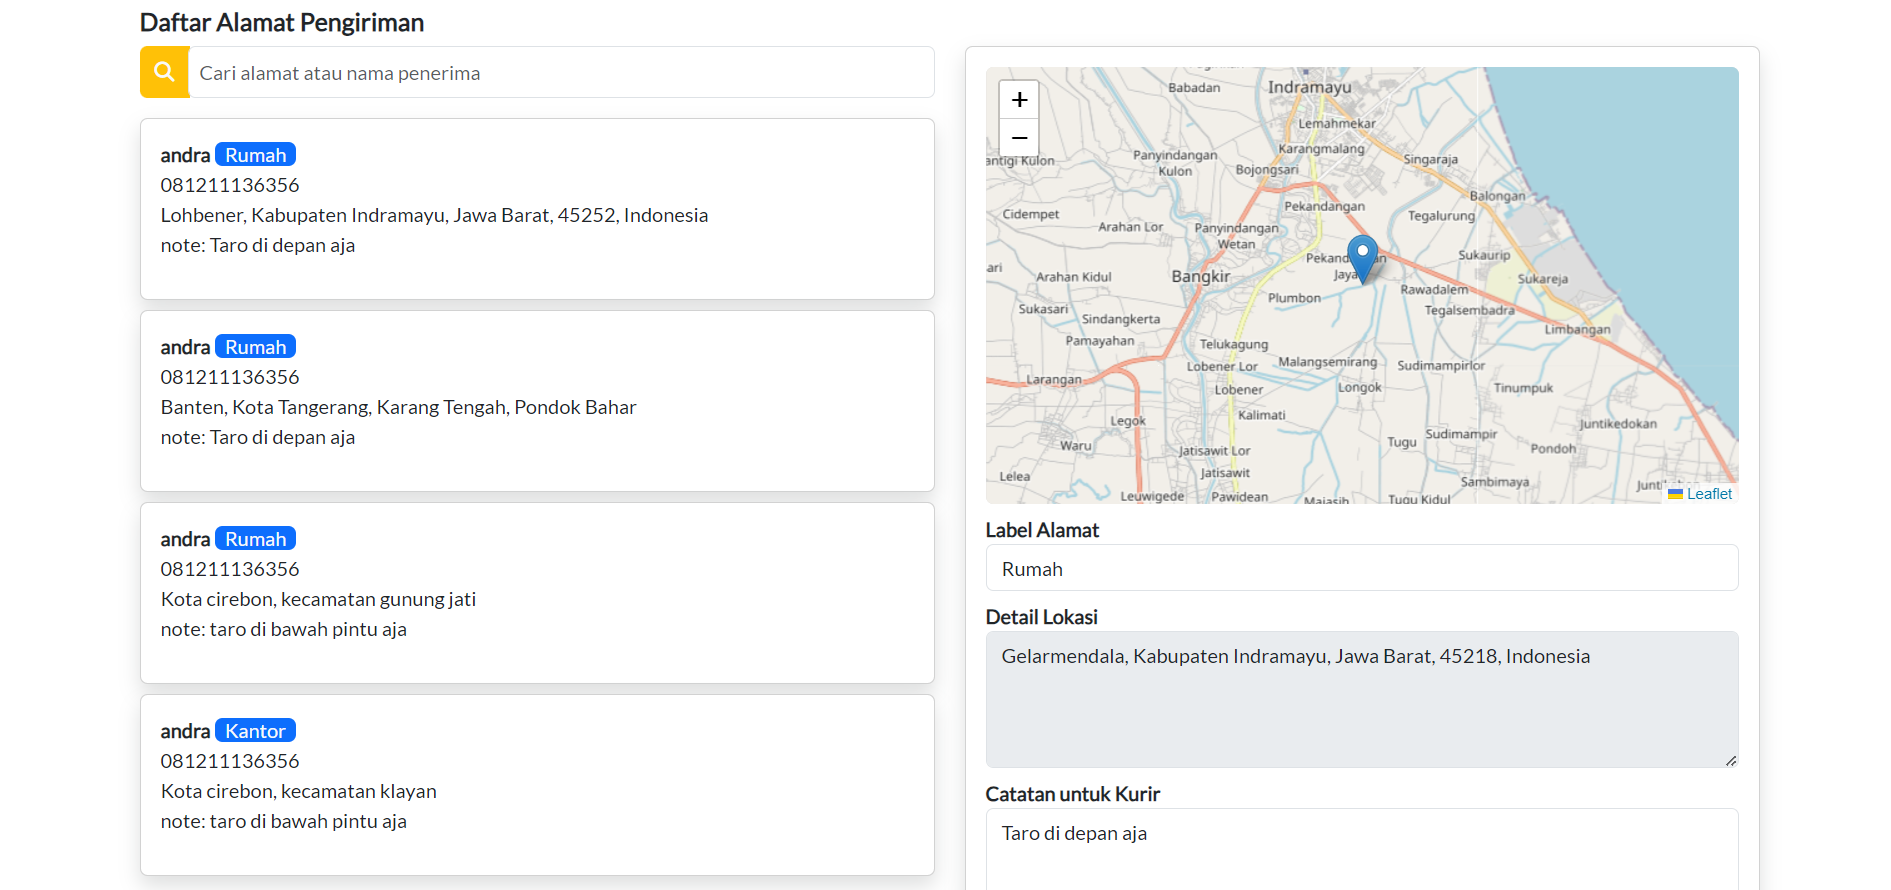 Daftar Alamat Pengiriman
Cari alamat atau nama penerima
andra Rumah
081211136356
Lohbener, Kabupaten Indramayu, Jawa Barat, 45252, Indonesia
note: Taro di depan aja
andra Rumah
081211136356
Banten, Kota Tangerang, Karang Tengah, Pondok Bahar
note: Taro di depan aja
andra Rumah
081211136356
Kota cirebon, kecamatan gunung jati
note: taro di bawah pintu aja
andra Kantor
081211136356
Kota cirebon, kecamatan klayan
note: taro di bawah pintu aja
+
−
Babadan
Indramayu
Lemahmekar
Karangmalang
antigi Kulon
Panyindangan
Kulon
Bojongsari
Singaraja
Balongan
Cidempet
Pekandangan
Tegalurung
Arahan Lor
Panyindangan
Wetan
Sukaurip
ari
Arahan Kidul
Bangkir
Sukareja
Plumbon
Rawadalem
Sukasari
Sindangkerta
Tegalsembadra
Limbangan
Pamayahan
Telukagung
Lobener Lor
Malangsemirang
Sudimampirlor
Larangan
Lobener
Longok
Tinumpuk
Kalimati
Legok
Juntikedokan
Waru
Jatisawit Lor
Tugu
Sudimampir
Pondoh
Lelea
Jatisawit
Sambimaya
Leuwigede
Pawidean
Majasih
Tugu Kidul
Leaflet
Label Alamat
Rumah
Detail Lokasi
Gelarmendala, Kabupaten Indramayu, Jawa Barat, 45218, Indonesia
Catatan untuk Kurir
Taro di depan aja